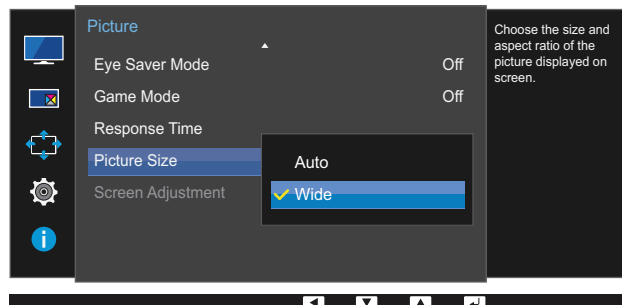 Picture
Eye Saver Mode Off
Game Mode Off
Response Time
Picture Size
Auto
Wide
Screen Adjustment
Choose the size and
aspect ratio of the
picture displayed on
screen.